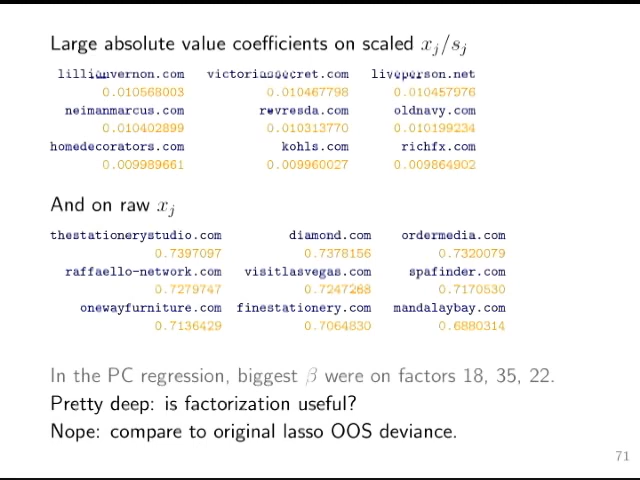 Large absolute value coefficients on scaled x_j/s_j
lillianvernon.com victoriassecret.com liveperson.net
0.010568003 0.010467798 0.010457976
neimanmarcus.com revresda.com oldnavy.com
0.010402899 0.010313770 0.010199234
homedecorators.com kohls.com richfx.com
0.009989661 0.009960027 0.009864902
And on raw x_j
thestationerystudio.com diamond.com ordermedia.com
0.7397097 0.7378156 0.7320079
raffaello-network.com visitlasvegas.com spafinder.com
0.7279747 0.7247268 0.7170530
onewayfurniture.com finestationery.com mandalaybay.com
0.7136429 0.7064830 0.6880314
In the PC regression, biggest β were on factors 18, 35, 22.
Pretty deep: is factorization useful?
Nope: compare to original lasso OOS deviance.
71